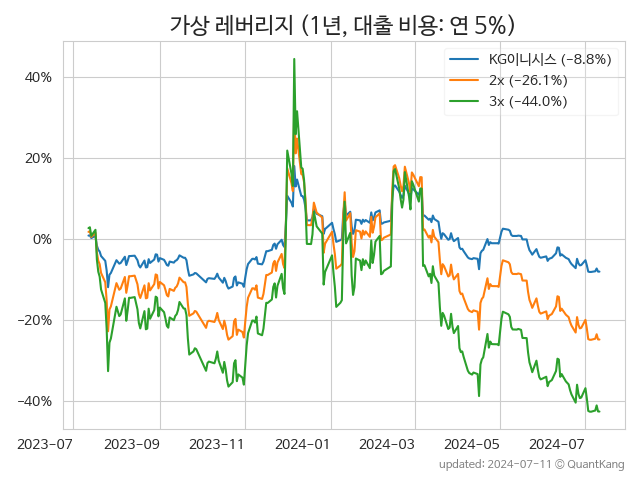 가상 레버리지 (1년, 대출 비용: 연 5%)
KG이니시스 (−8.8%)
2x (−26.1%)
3x (−44.0%)
40%
20%
0%
−20%
−40%
2023-07 2023-09 2023-11 2024-01 2024-03 2024-05 2024-07
updated: 2024-07-11 © QuantKang